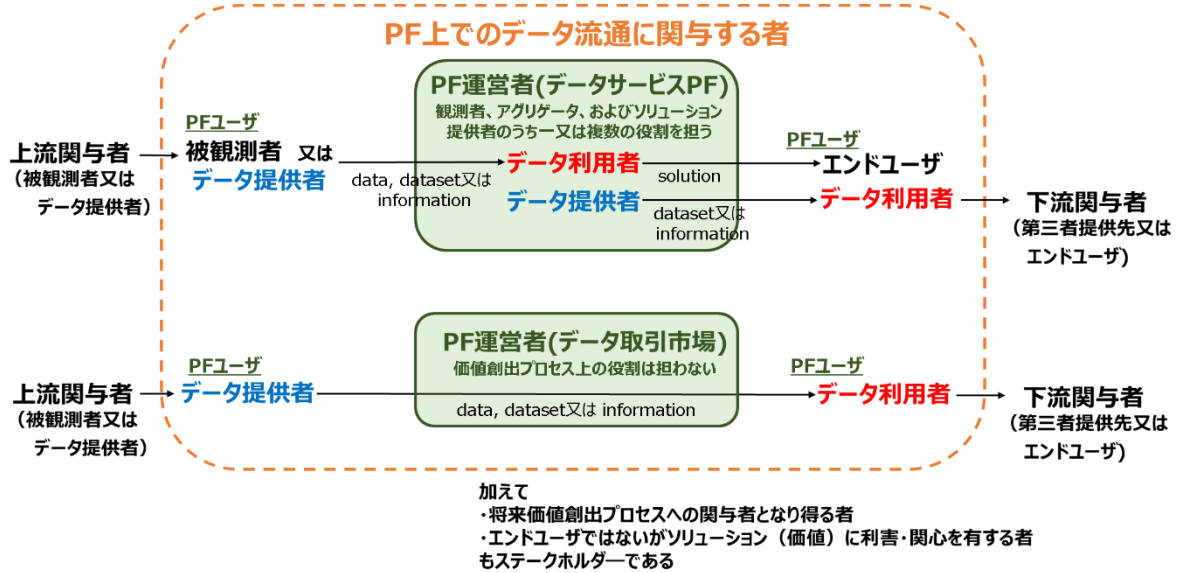 PF上でのデータ流通に関与する者
PF運営者(データサービスPF)
観測者、アグリゲータ、およびソリューション
提供者のうち一又は複数の役割を担う
上流関与者
(被観測者又は
データ提供者)
PFユーザ
被観測者 又は
データ提供者
data, dataset又は
information
データ利用者
データ提供者
solution
dataset又は
information
PFユーザ
エンドユーザ
データ利用者
下流関与者
(第三者提供先又は
エンドユーザ)
PF運営者(データ取引市場)
価値創出プロセス上の役割は担わない
上流関与者
(被観測者又は
データ提供者)
PFユーザ
データ提供者
data, dataset又は information
PFユーザ
データ利用者
下流関与者
(第三者提供先又は
エンドユーザ)
加えて
・将来価値創出プロセスへの関与者となり得る者
・エンドユーザではないがソリューション（価値）に利害・関心を有する者
もステークホルダ―である